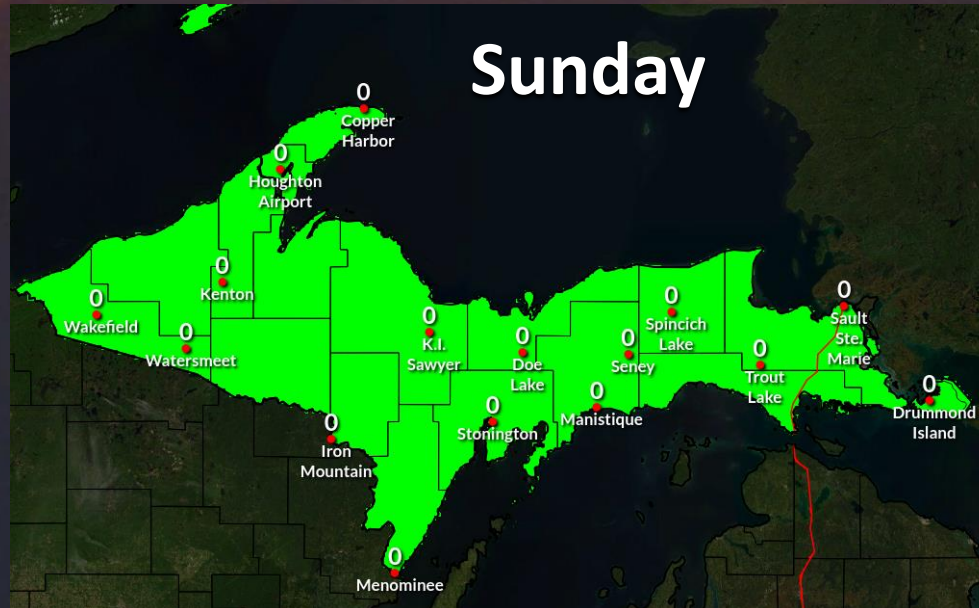 Sunday
0
Copper
Harbor
0
Houghton
Airport
0
Kenton
0
Wakefield
0
Watersmeet
0
K.I.
Sawyer
0
Doe
Lake
0
Seney
0
Spincich
Lake
0
Trout
Lake
0
Sault
Ste.
Marie
0
Drummond
Island
0
Manistique
0
Stonington
0
Iron
Mountain
0
Menominee